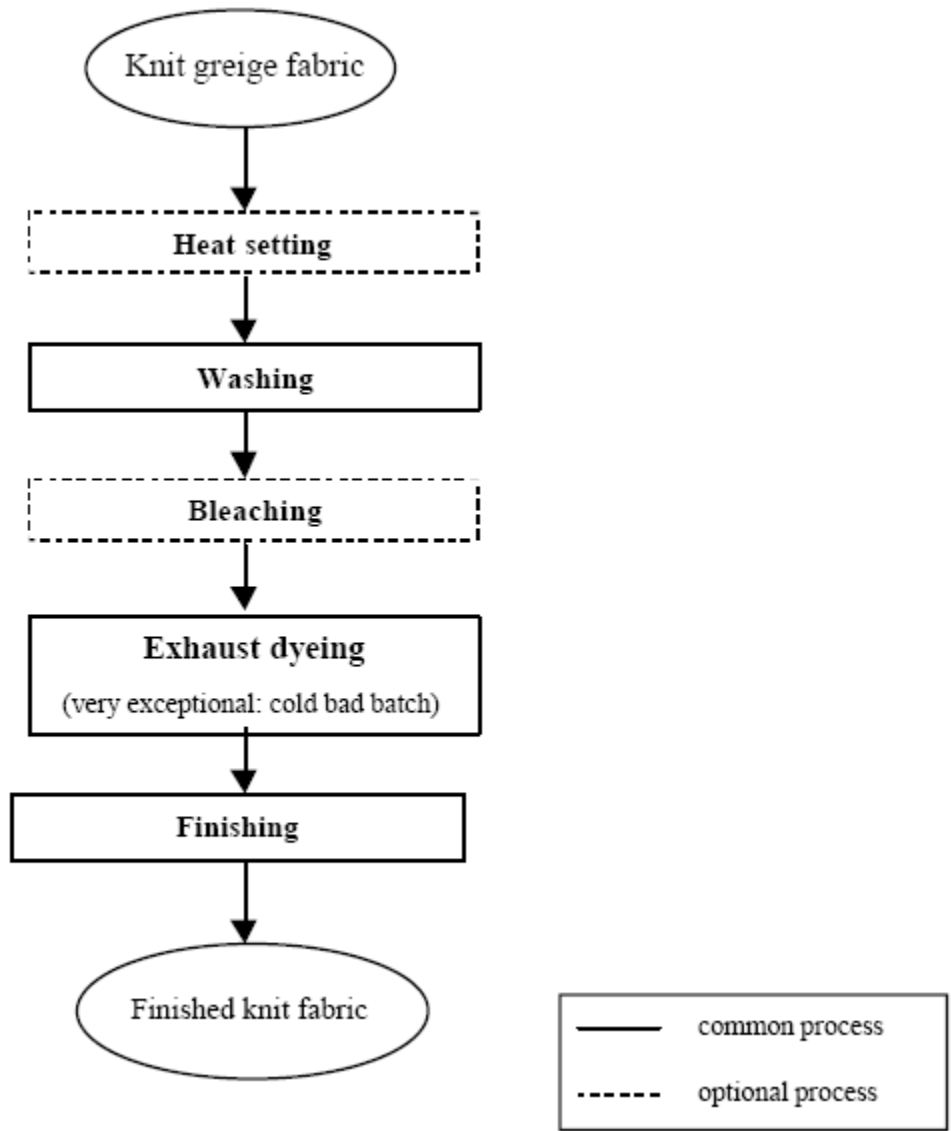 Knit greige fabric
Heat setting
Washing
Bleaching
Exhaust dyeing
(very exceptional: cold bad batch)
Finishing
Finished knit fabric
common process
optional process